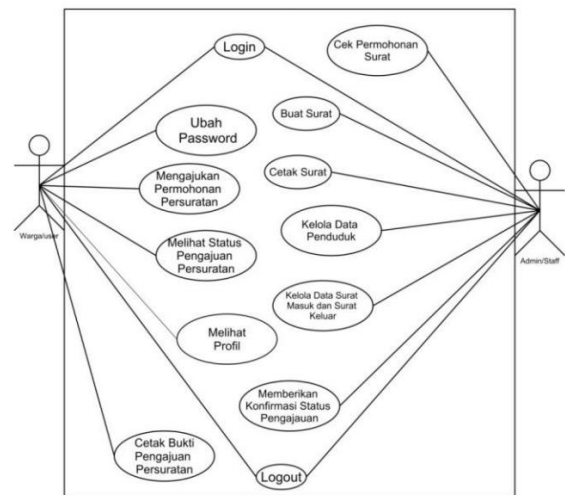 Login
Cek Permohonan
Surat
Ubah
Password
Buat Surat
Mengajukan
Permohonan
Persuratan
Cetak Surat
Warga/user
Melihat Status
Pengajuan
Persuratan
Kelola Data
Penduduk
Admin/Staff
Kelola Data Surat
Masuk dan Surat
Keluar
Melihat
Profil
Memberikan
Konfirmasi Status
Pengajauan
Cetak Bukti
Pengajuan
Persuratan
Logout